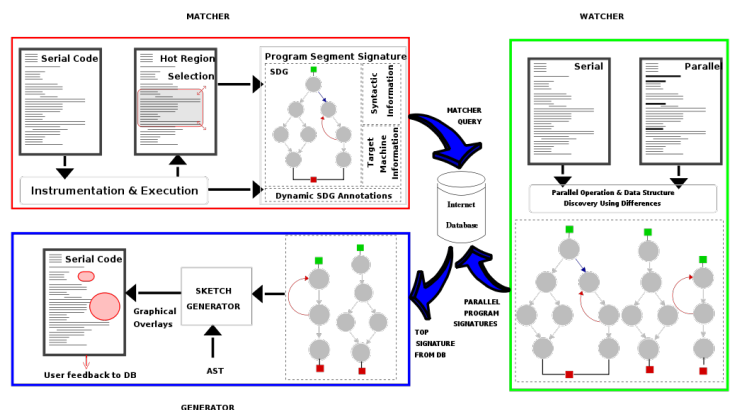 MATCHER
WATCHER
Serial Code
Hot Region
Selection
Program Segment Signature
SDG
Syntactic
Information
Target
Machine
Information
Instrumentation & Execution
Dynamic SDG Annotations
MATCHER
QUERY
Internet
Database
Serial
Parallel
Parallel Operation & Data Structure
Discovery Using Differences
PARALLEL
PROGRAM
SIGNATURES
TOP
SIGNATURE
FROM DB
Serial Code
Graphical
Overlays
SKETCH
GENERATOR
AST
User feedback to DB
GENERATOR